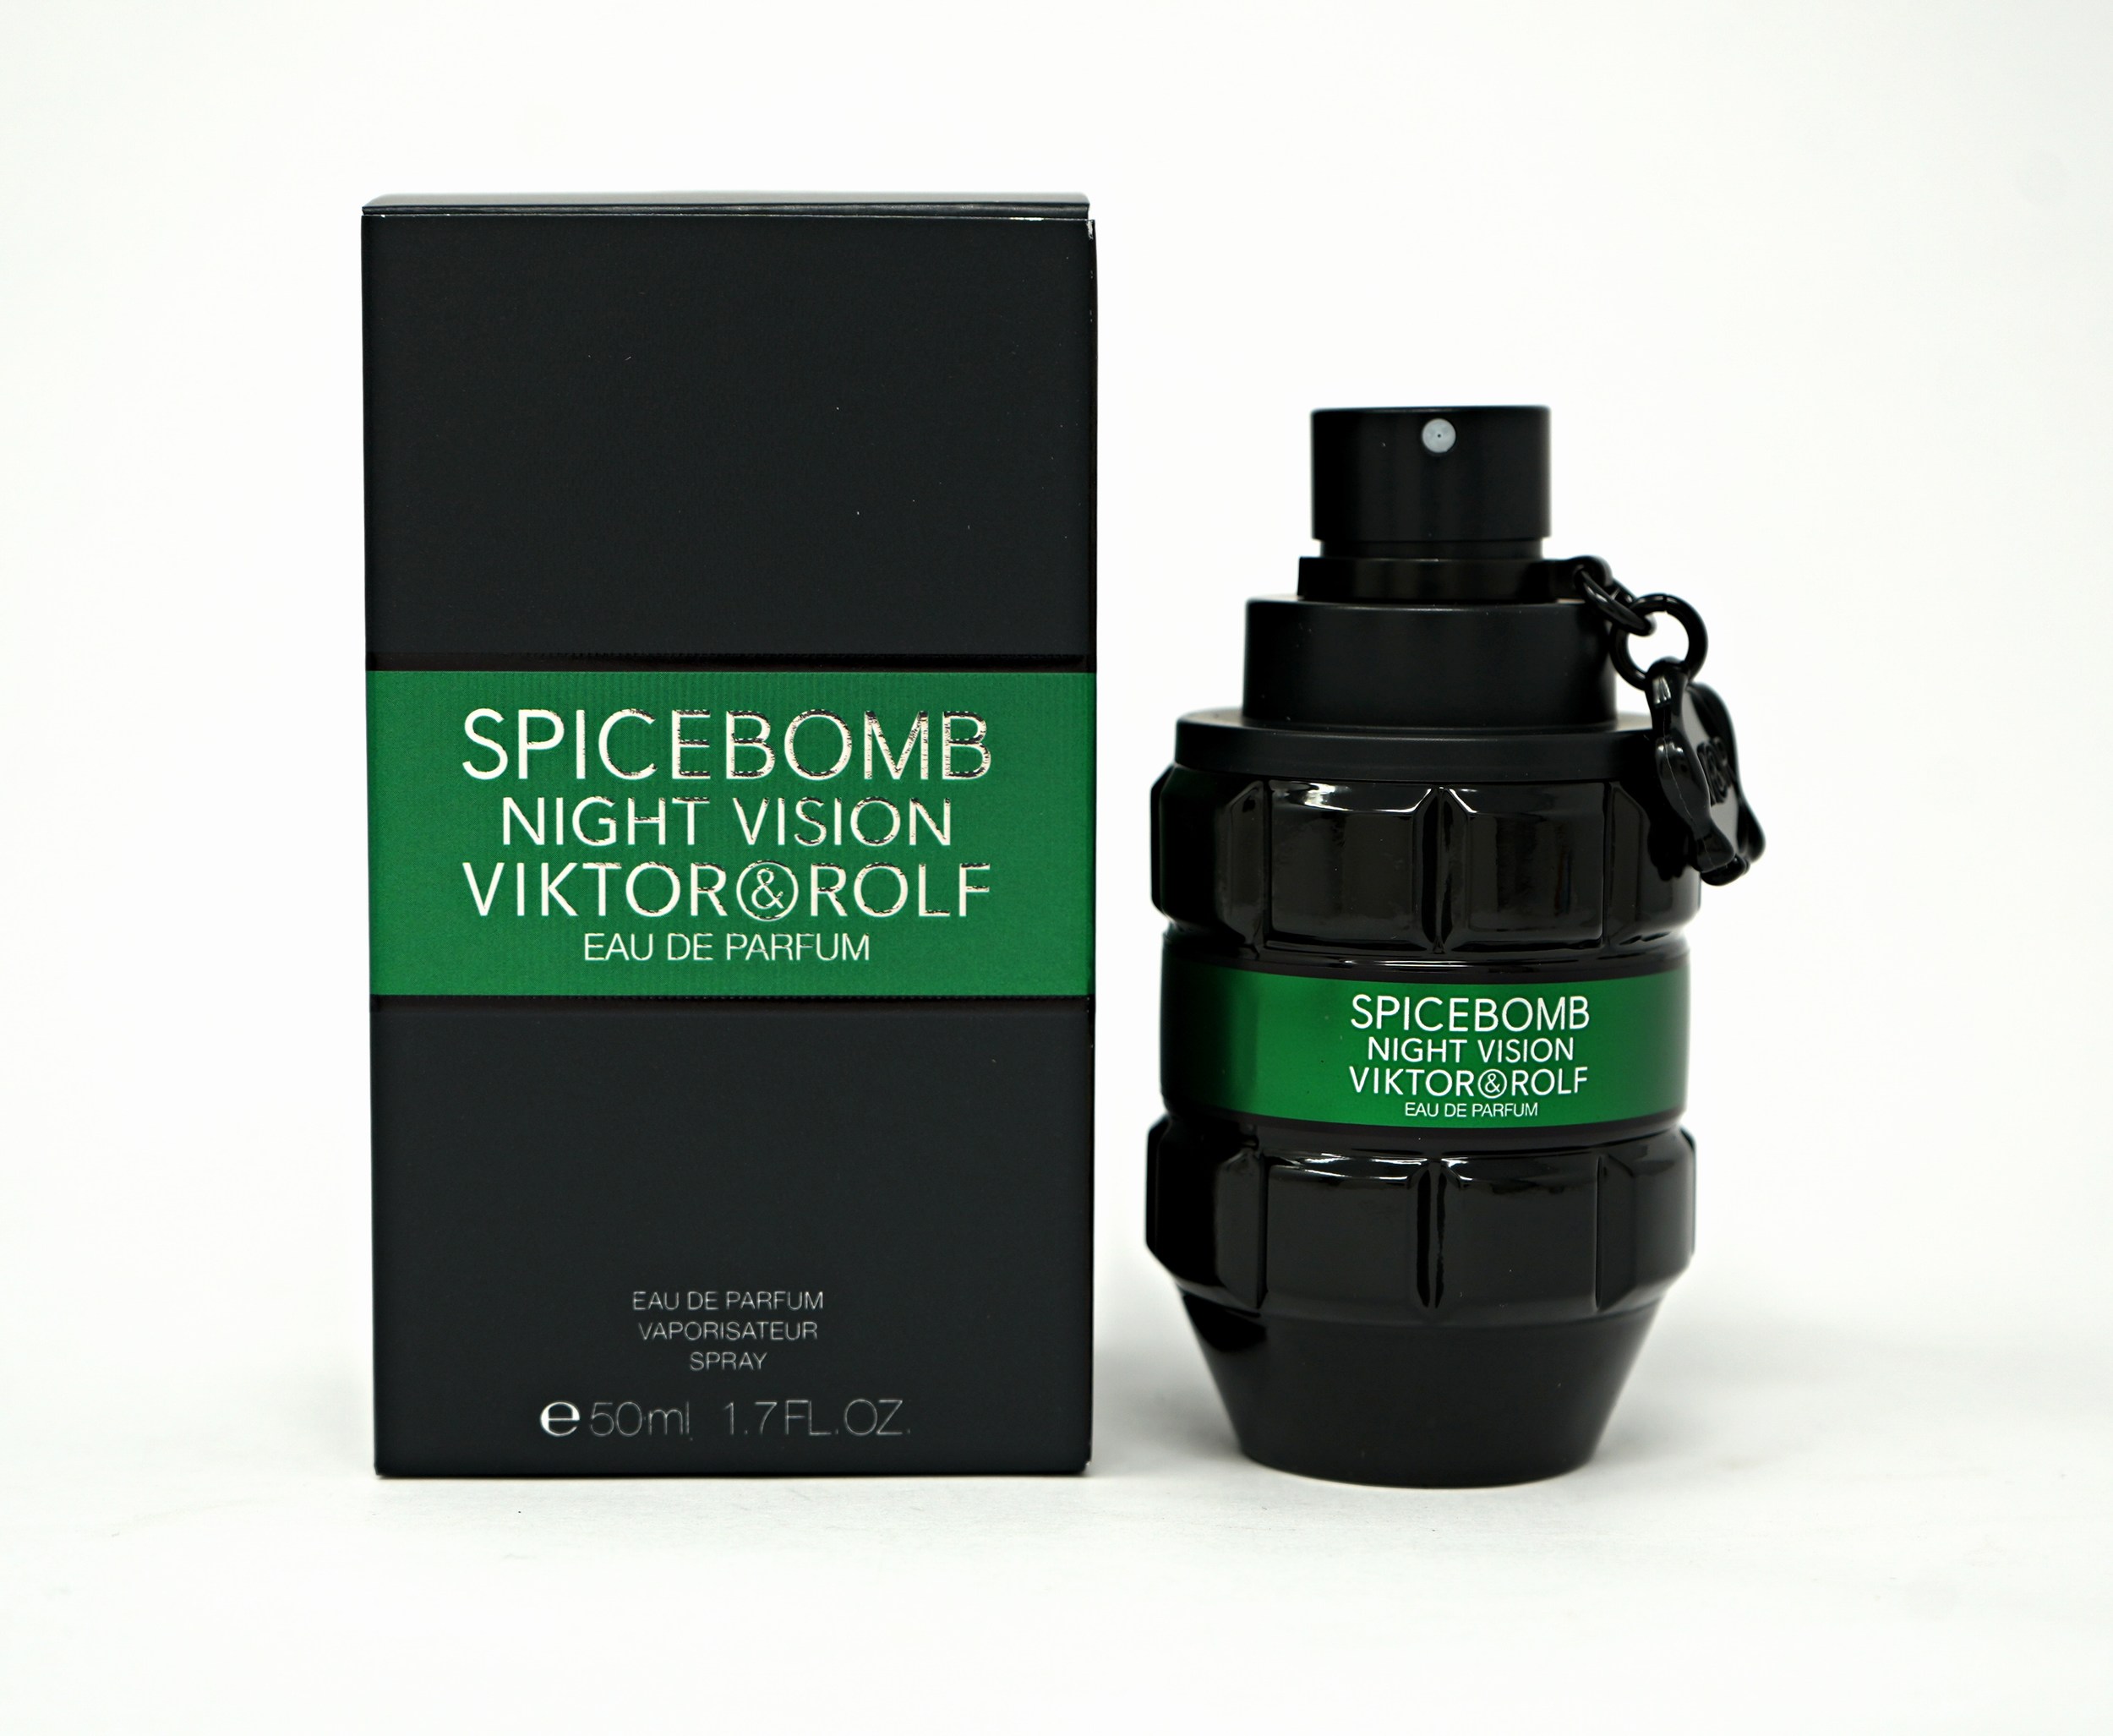 SPICEBOMB
NIGHT VISION
VIKTOR&ROLF
EAU DE PARFUM
EAU DE PARFUM
VAPORISATEUR
SPRAY
℮50ml 1.7FL.OZ.
SPICEBOMB
NIGHT VISION
VIKTOR&ROLF
EAU DE PARFUM